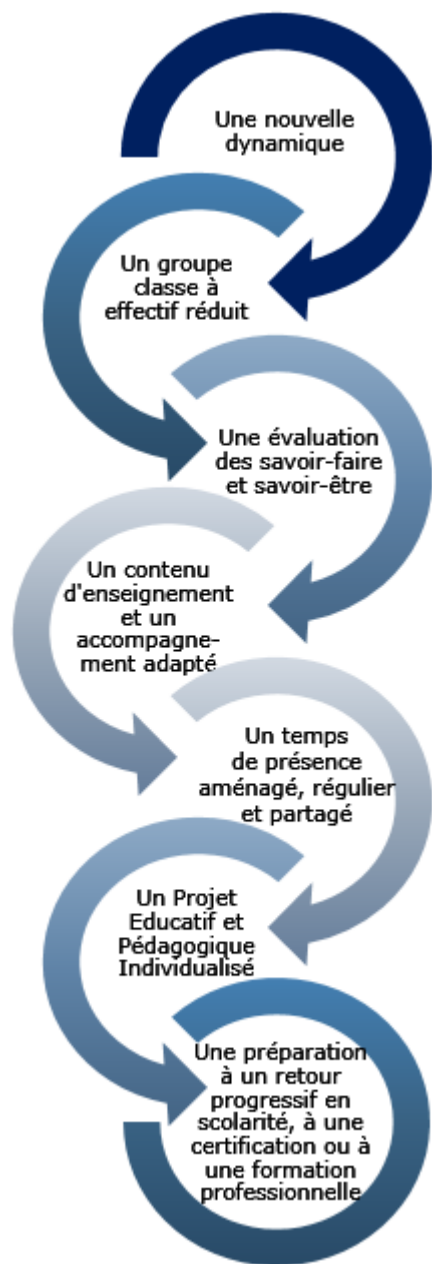 Une nouvelle
dynamique
Un groupe
classe à
effectif réduit
Une évaluation
des savoir-faire
et savoir-être
Un contenu
d'enseignement
et un
accompagne-
ment adapté
Un temps
de présence
aménagé, régulier
et partagé
Un Projet
Educatif et
Pédagogique
Individualisé
Une préparation
à un retour
progressif en
scolarité, à une
certification ou à
une formation
professionnelle